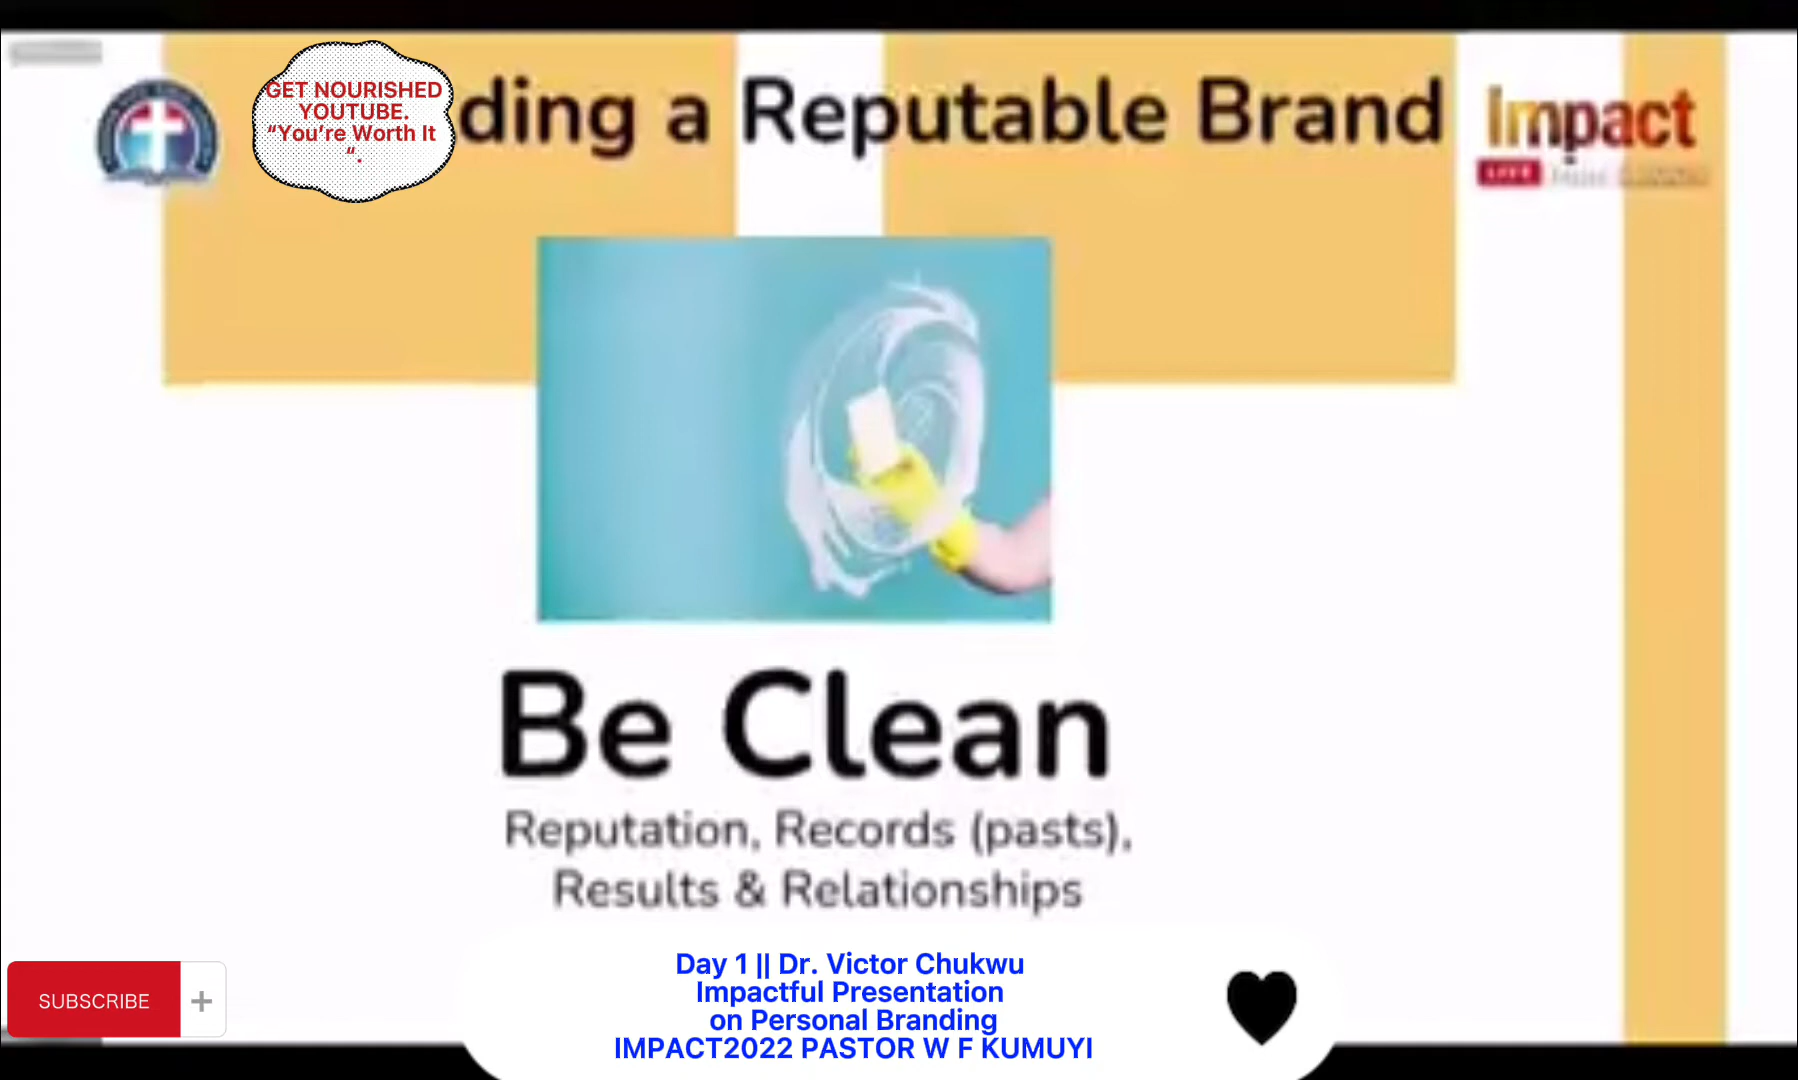 GET NOURISHED
YOUTUBE.
“You’re Worth It
“.
ding a Reputable Brand
Impact
LIVE
Be Clean
Reputation, Records (pasts),
Results & Relationships
SUBSCRIBE +
Day 1 || Dr. Victor Chukwu
Impactful Presentation
on Personal Branding
IMPACT2022 PASTOR W F KUMUYI